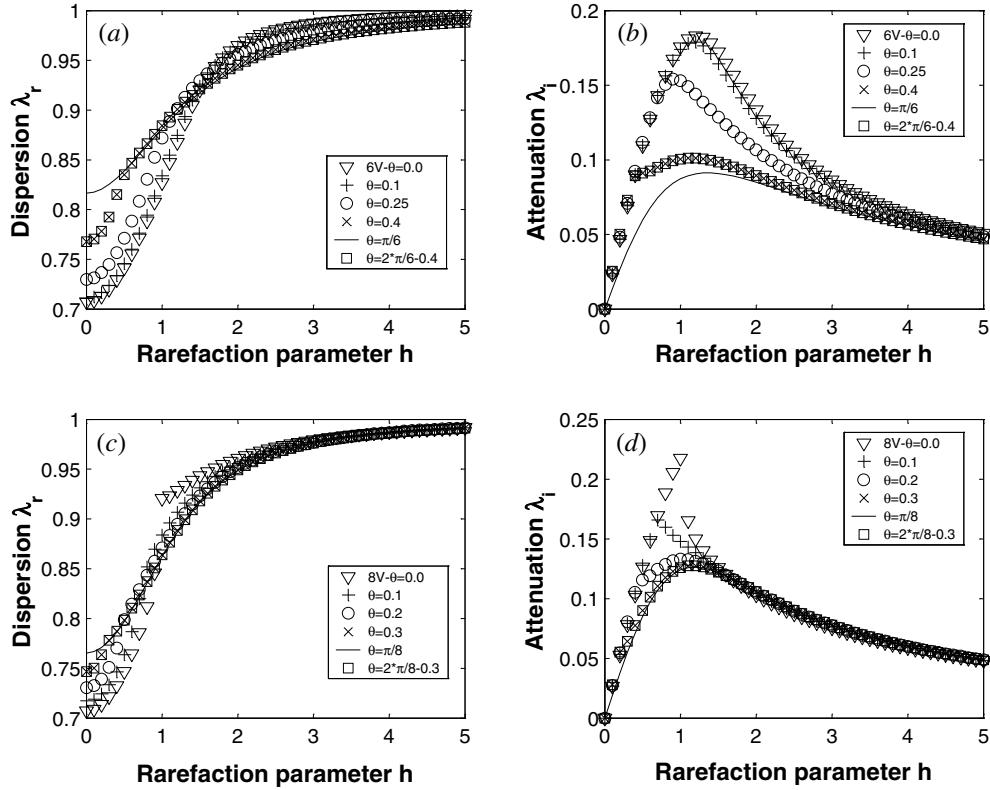 (a)
Dispersion λr
1
0.95
0.9
0.85
0.8
0.75
0.7
0 1 2 3 4 5
Rarefaction parameter h
6V-θ=0.0
θ=0.1
θ=0.25
θ=0.4
θ=π/6
θ=2*π/6-0.4
(b)
Attenuation λi
0.2
0.15
0.1
0.05
0
0 1 2 3 4 5
Rarefaction parameter h
6V-θ=0.0
θ=0.1
θ=0.25
θ=0.4
θ=π/6
θ=2*π/6-0.4
(c)
Dispersion λr
1
0.95
0.9
0.85
0.8
0.75
0.7
0 1 2 3 4 5
Rarefaction parameter h
8V-θ=0.0
θ=0.1
θ=0.2
θ=0.3
θ=π/8
θ=2*π/8-0.3
(d)
Attenuation λi
0.25
0.2
0.15
0.1
0.05
0
0 1 2 3 4 5
Rarefaction parameter h
8V-θ=0.0
θ=0.1
θ=0.2
θ=0.3
θ=π/8
θ=2*π/8-0.3